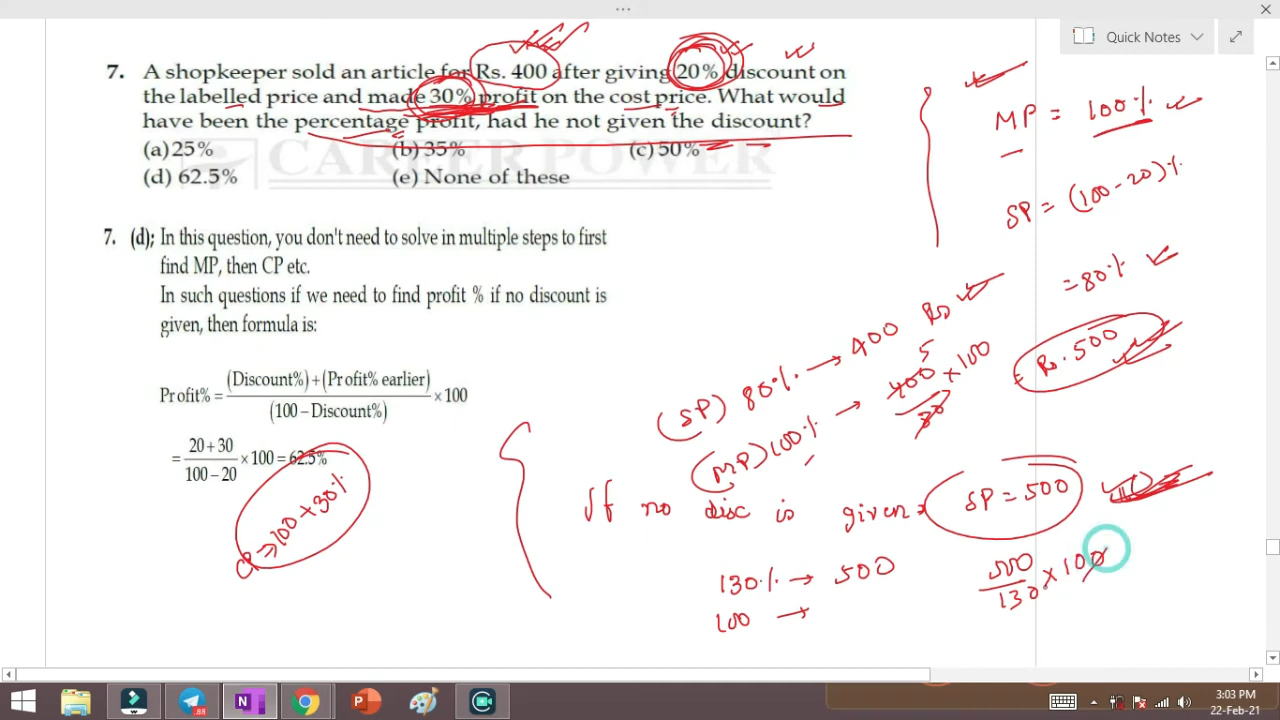 Quick Notes
7. A shopkeeper sold an article for Rs. 400 after giving 20% discount on
the labelled price and made 30% profit on the cost price. What would
have been the percentage profit, had he not given the discount?
(a) 25% (b) 35% (c) 50%
(d) 62.5% (e) None of these
CAREER POWER
7. (d); In this question, you don't need to solve in multiple steps to first
find MP, then CP etc.
In such questions if we need to find profit % if no discount is
given, then formula is:
Profit% = (Discount%)+(Profit% earlier) / (100 – Discount%) × 100
= 20 + 30 / 100 – 20 × 100 = 62.5%
CP ⇒ 100 + 30%
MP = 100%
SP = (100 - 20)%
= 80%
(SP) 80% → 400 Rs
(MP) 100% → 400 / 80 × 100 = Rs. 500
5
If no disc is given, SP = 500
130% → 500
100 →
500 / 130 × 100
3:03 PM
22-Feb-21